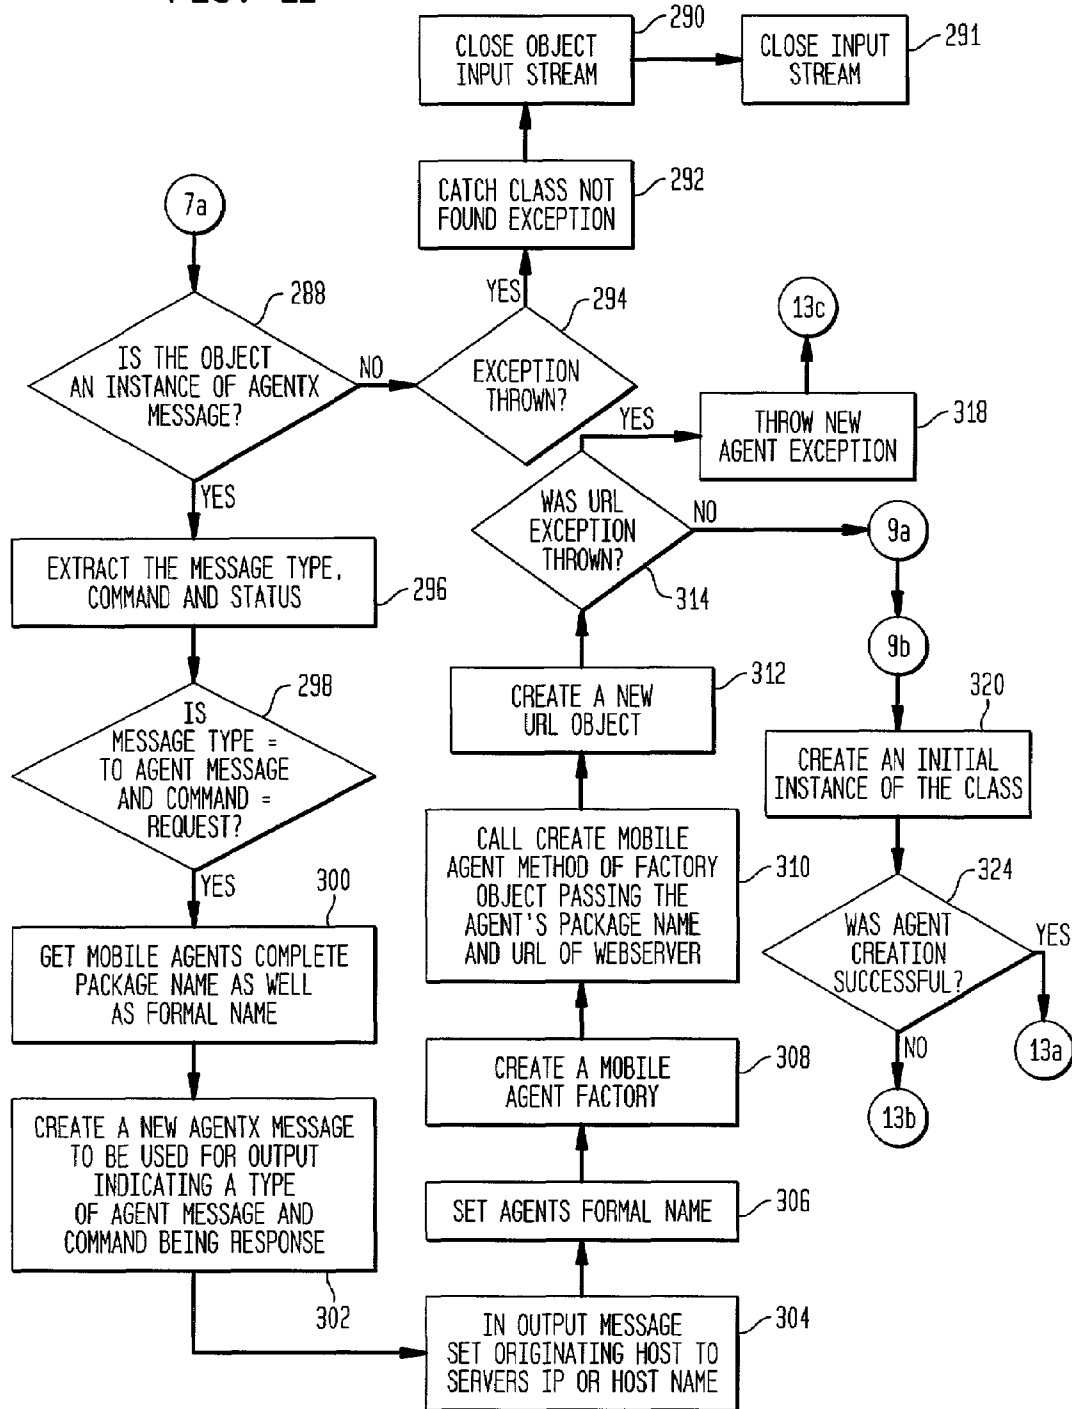 290
CLOSE OBJECT
INPUT STREAM
CLOSE INPUT
STREAM
291
CATCH CLASS NOT
FOUND EXCEPTION
292
7a
288
IS THE OBJECT
AN INSTANCE OF AGENTX
MESSAGE?
NO
YES
294
EXCEPTION
THROWN?
YES
13c
YES
THROW NEW
AGENT EXCEPTION
318
WAS URL
EXCEPTION
THROWN?
NO
314
9a
9b
EXTRACT THE MESSAGE TYPE,
COMMAND AND STATUS
296
298
IS
MESSAGE TYPE =
TO AGENT MESSAGE
AND COMMAND =
REQUEST?
YES
300
GET MOBILE AGENTS COMPLETE
PACKAGE NAME AS WELL
AS FORMAL NAME
CREATE A NEW AGENTX MESSAGE
TO BE USED FOR OUTPUT
INDICATING A TYPE
OF AGENT MESSAGE AND
COMMAND BEING RESPONSE
302
CREATE A NEW
URL OBJECT
312
CALL CREATE MOBILE
AGENT METHOD OF FACTORY
OBJECT PASSING THE
AGENT'S PACKAGE NAME
AND URL OF WEBSERVER
310
CREATE A MOBILE
AGENT FACTORY
308
SET AGENTS FORMAL NAME
306
IN OUTPUT MESSAGE
SET ORIGINATING HOST TO
SERVERS IP OR HOST NAME
304
320
CREATE AN INITIAL
INSTANCE OF THE CLASS
324
WAS AGENT
CREATION
SUCCESSFUL?
YES
13a
NO
13b